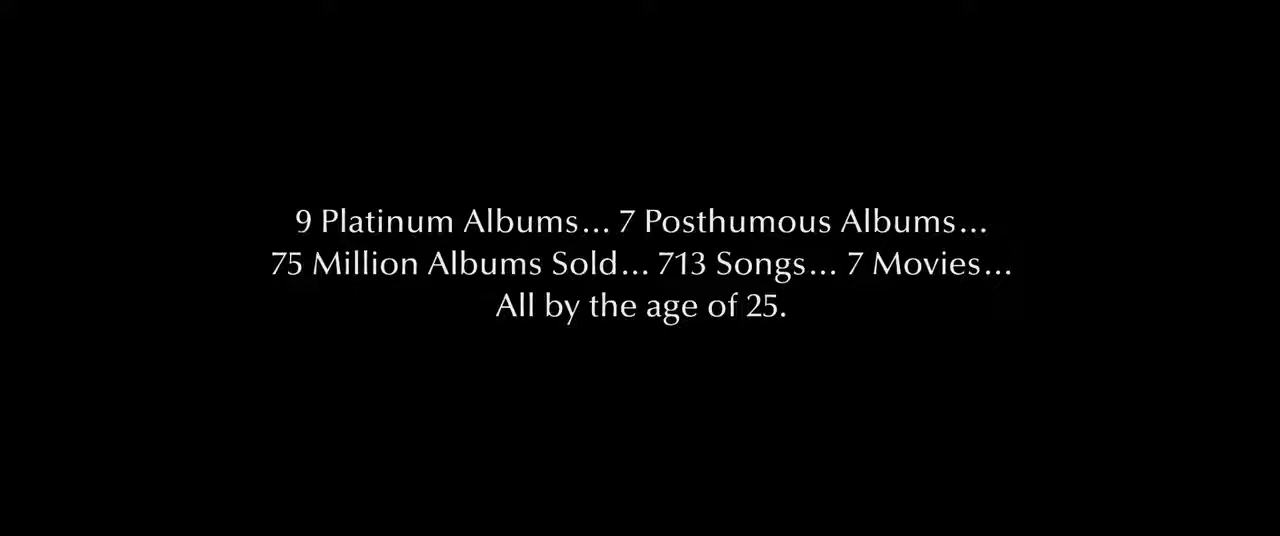 9 Platinum Albums... 7 Posthumous Albums...
75 Million Albums Sold... 713 Songs... 7 Movies...
All by the age of 25.